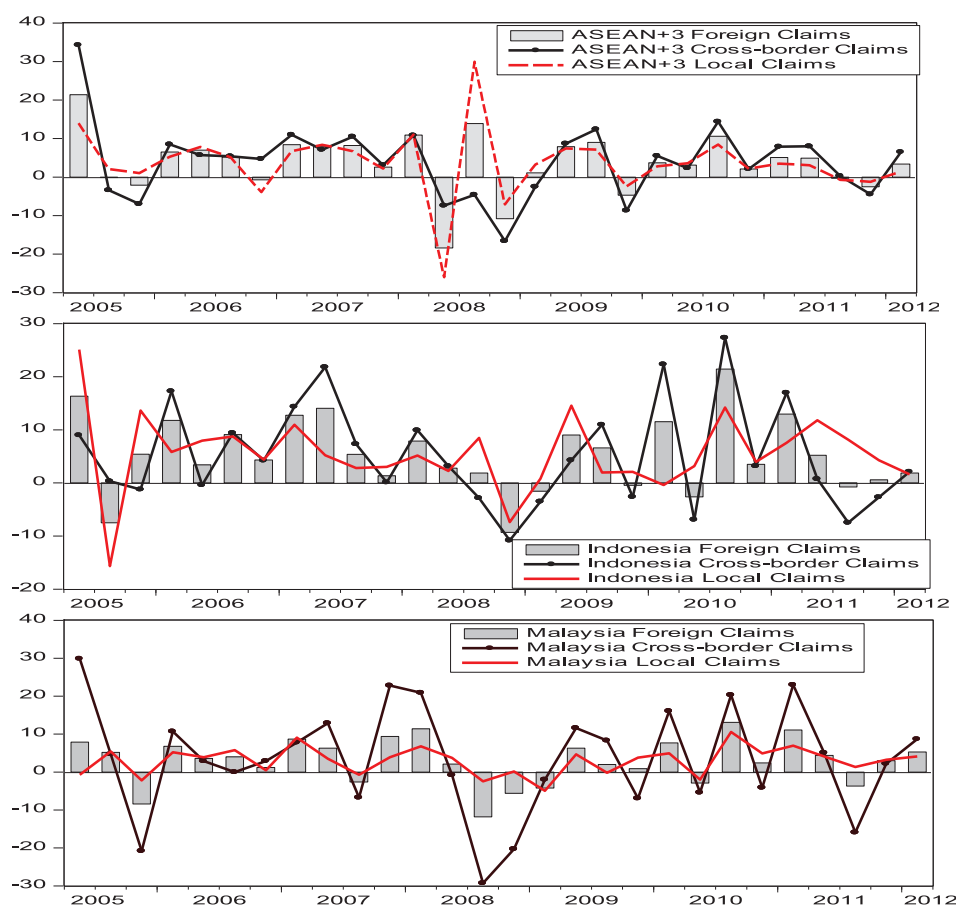 40
30
20
10
0
-10
-20
-30
ASEAN+3 Foreign Claims
ASEAN+3 Cross-border Claims
ASEAN+3 Local Claims
2005 2006 2007 2008 2009 2010 2011 2012
30
20
10
0
-10
-20
Indonesia Foreign Claims
Indonesia Cross-border Claims
Indonesia Local Claims
2005 2006 2007 2008 2009 2010 2011 2012
40
30
20
10
0
-10
-20
-30
Malaysia Foreign Claims
Malaysia Cross-border Claims
Malaysia Local Claims
2005 2006 2007 2008 2009 2010 2011 2012